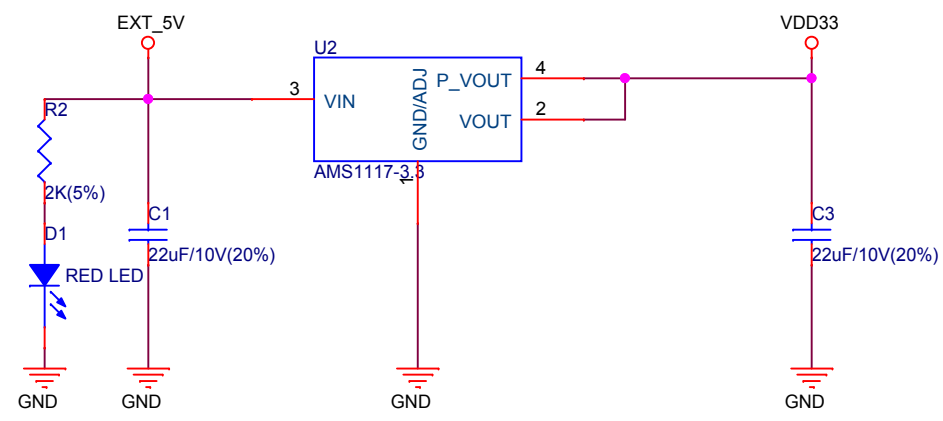 EXT_5V
VDD33
U2
3
VIN
GND/ADJ
P_VOUT
4
VOUT
2
AMS1117-3.3
1
R2
2K(5%)
D1
RED LED
C1
22uF/10V(20%)
C3
22uF/10V(20%)
GND
GND
GND
GND